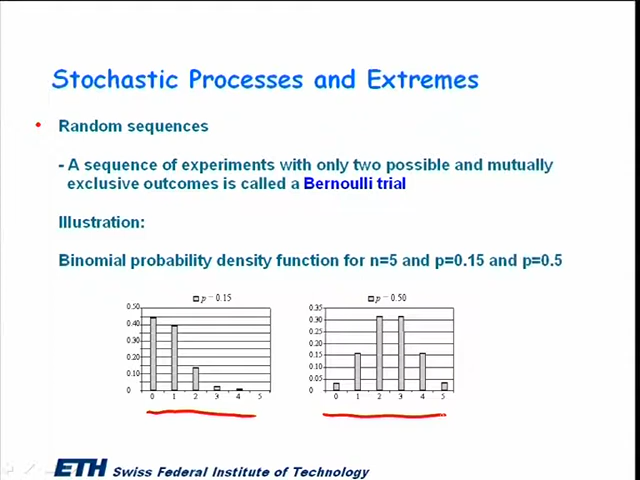 Stochastic Processes and Extremes
• Random sequences
- A sequence of experiments with only two possible and mutually
exclusive outcomes is called a Bernoulli trial
Illustration:
Binomial probability density function for n=5 and p=0.15 and p=0.5
p = 0.15
0.50
0.40
0.30
0.20
0.10
0
0 1 2 3 4 5
p = 0.50
0.35
0.30
0.25
0.20
0.15
0.10
0.05
0
0 1 2 3 4 5
ETH Swiss Federal Institute of Technology